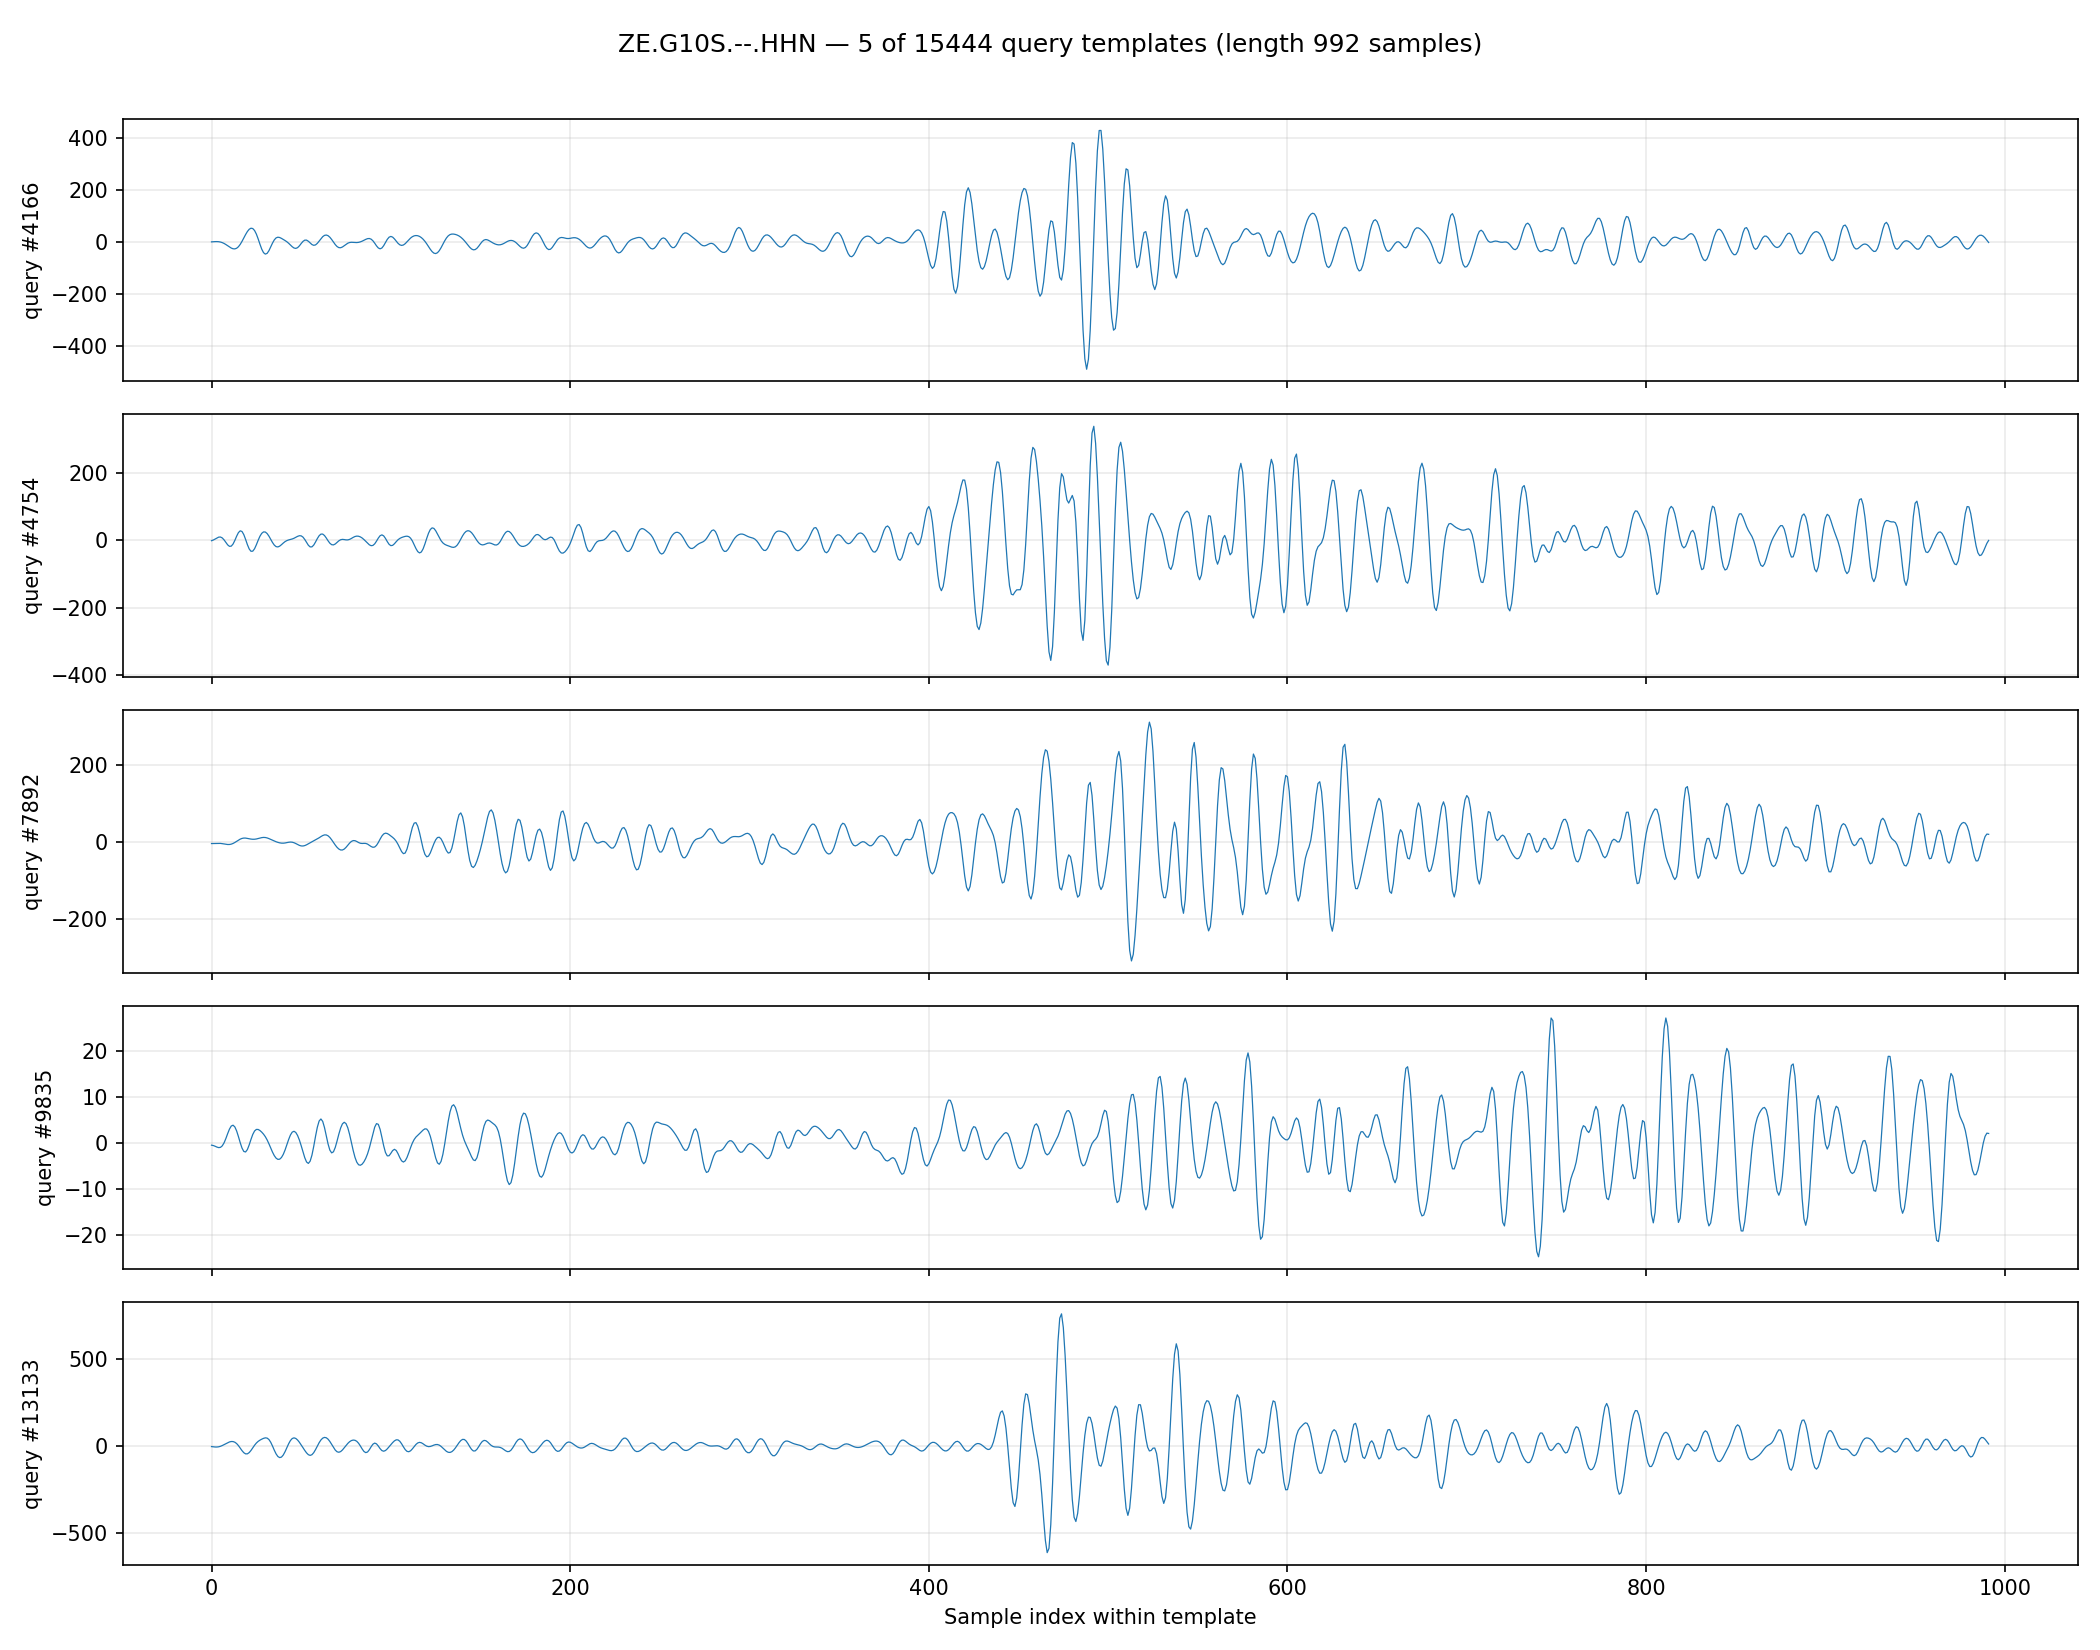 ZE.G10S.--.HHN — 5 of 15444 query templates (length 992 samples)
query #4166
400
200
0
−200
−400
query #4754
200
0
−200
−400
query #7892
200
0
−200
query #9835
20
10
0
−10
−20
query #13133
500
0
−500
0 200 400 600 800 1000
Sample index within template